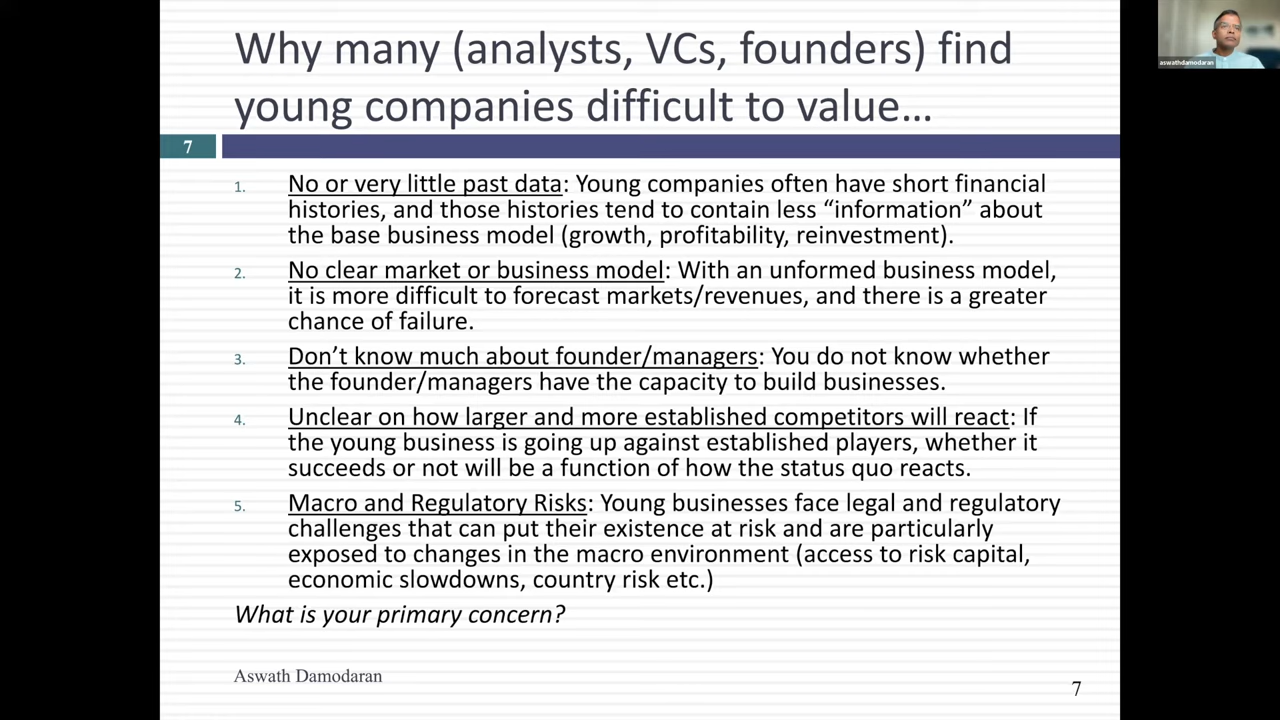 Why many (analysts, VCs, founders) find
young companies difficult to value…
7
1. No or very little past data: Young companies often have short financial
histories, and those histories tend to contain less “information” about
the base business model (growth, profitability, reinvestment).
2. No clear market or business model: With an unformed business model,
it is more difficult to forecast markets/revenues, and there is a greater
chance of failure.
3. Don’t know much about founder/managers: You do not know whether
the founder/managers have the capacity to build businesses.
4. Unclear on how larger and more established competitors will react: If
the young business is going up against established players, whether it
succeeds or not will be a function of how the status quo reacts.
5. Macro and Regulatory Risks: Young businesses face legal and regulatory
challenges that can put their existence at risk and are particularly
exposed to changes in the macro environment (access to risk capital,
economic slowdowns, country risk etc.)
What is your primary concern?
Aswath Damodaran
7
aswathdamodaran